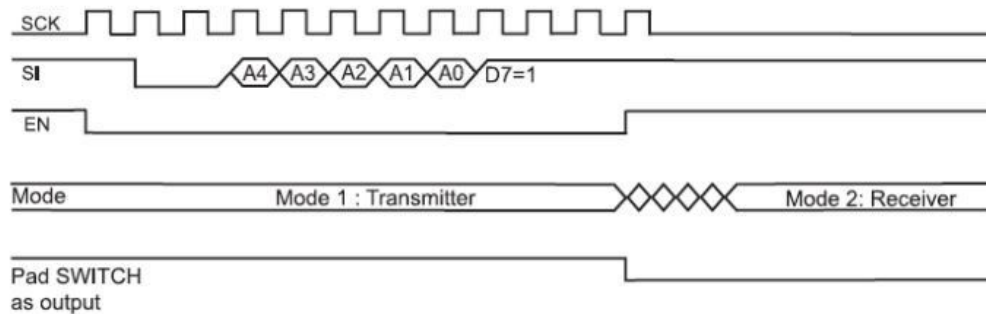 SCK
SI
A4 A3 A2 A1 A0 D7=1
EN
Mode Mode 1 : Transmitter Mode 2: Receiver
Pad SWITCH
as output